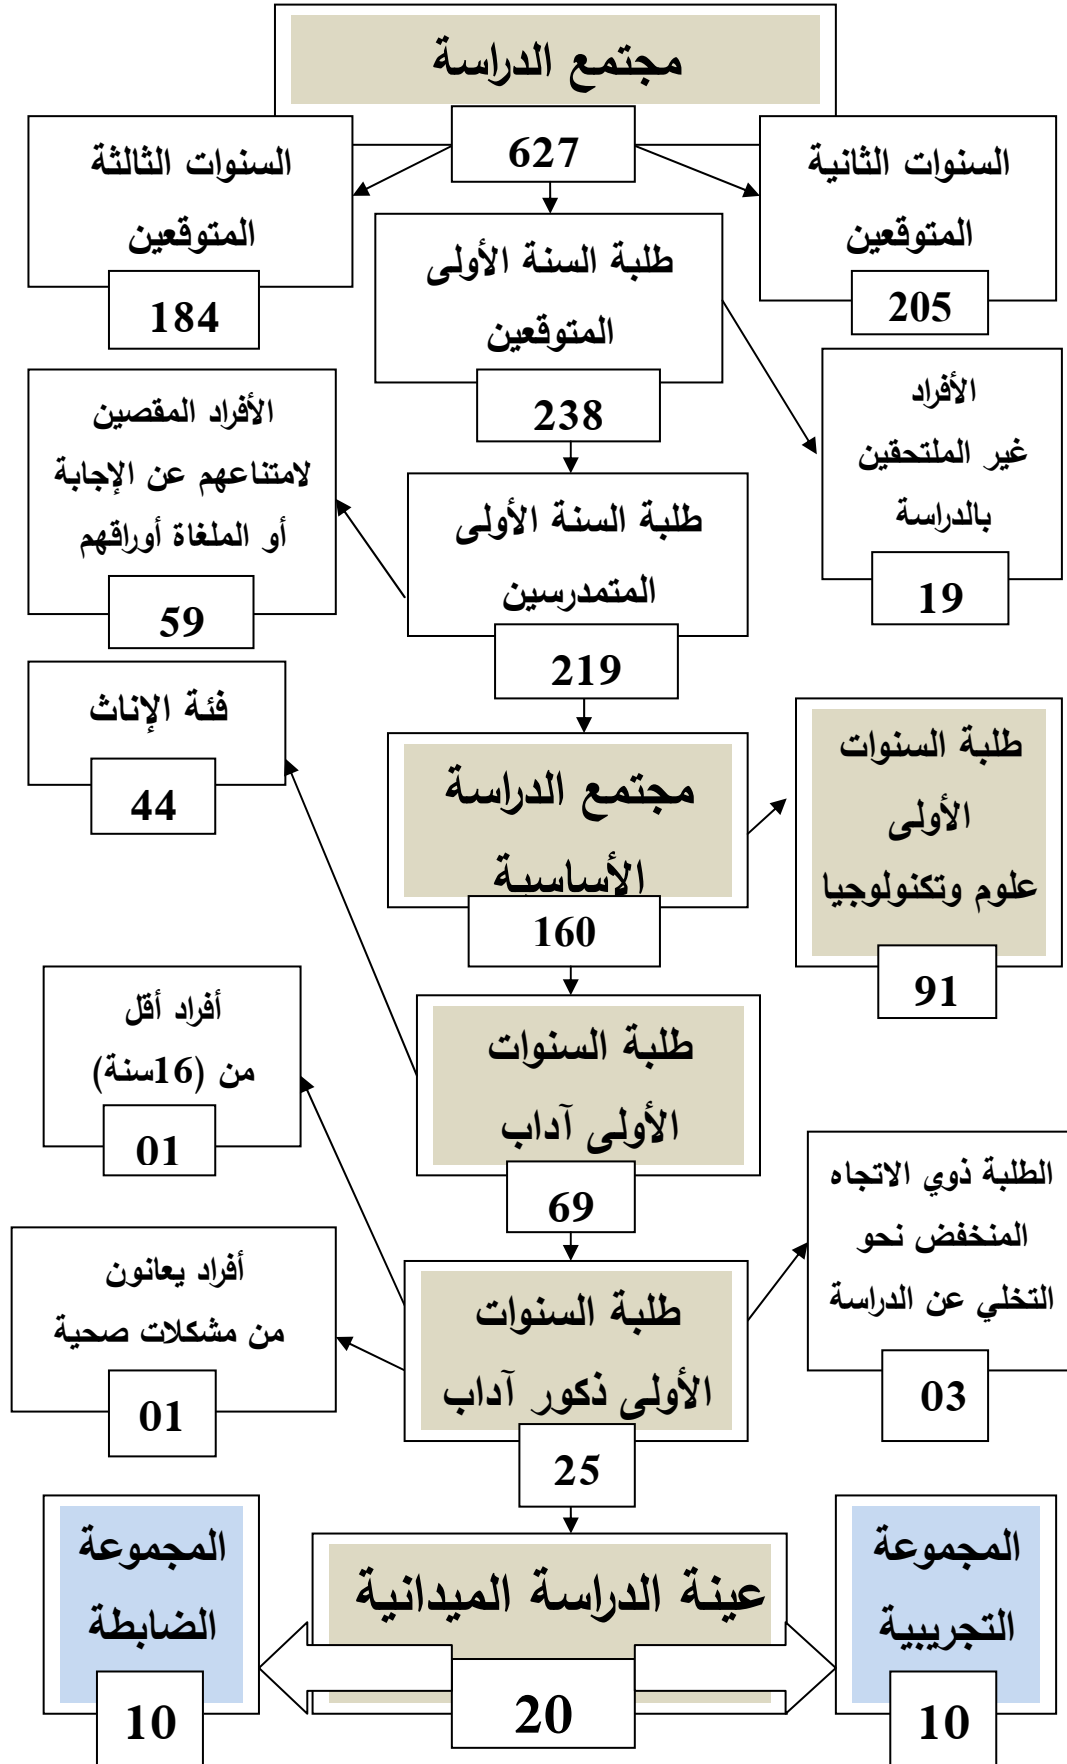 مجتمع الدراسة
627
السنوات الثانية
المتوقعين
205
السنوات الثالثة
المتوقعين
184
طلبة السنة الأولى
المتوقعين
238
الأفراد
غير الملتحقين
بالدراسة
19
الأفراد المقصين
لامتناعهم عن الإجابة
أو الملغاة أوراقهم
59
طلبة السنة الأولى
المتمدرسين
219
مجتمع الدراسة
الأساسية
160
طلبة السنوات
الأولى
علوم وتكنولوجيا
91
فئة الإناث
44
طلبة السنوات
الأولى آداب
69
أفراد أقل
من (16سنة)
01
الطلبة ذوي الاتجاه
المنخفض نحو
التخلي عن الدراسة
03
أفراد يعانون
من مشكلات صحية
01
طلبة السنوات
الأولى ذكور آداب
25
عينة الدراسة الميدانية
20
المجموعة
التجريبية
10
المجموعة
الضابطة
10